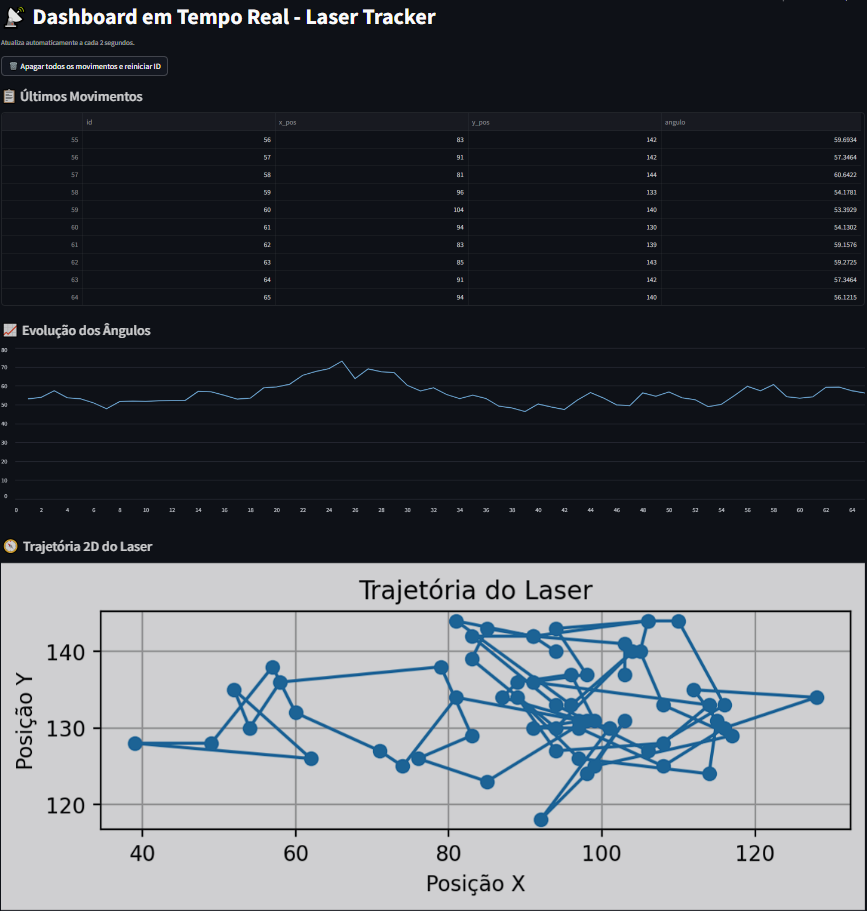 Dashboard em Tempo Real - Laser Tracker
Atualiza automaticamente a cada 2 segundos.
Apagar todos os movimentos e reiniciar ID
Últimos Movimentos
id x_pos y_pos angulo
55 56 83 142 59.6934
56 57 91 142 57.3464
57 58 81 144 60.6422
58 59 96 133 54.1781
59 60 104 140 53.3929
60 61 94 130 54.1302
61 62 83 139 59.1576
62 63 85 143 59.2725
63 64 91 142 57.3464
64 65 94 140 56.1215
Evolução dos Ângulos
80
70
60
50
40
30
20
10
0
0 2 4 6 8 10 12 14 16 18 20 22 24 26 28 30 32 34 36 38 40 42 44 46 48 50 52 54 56 58 60 62 64
Trajetória 2D do Laser
Trajetória do Laser
Posição Y
140
130
120
40 60 80 100 120
Posição X